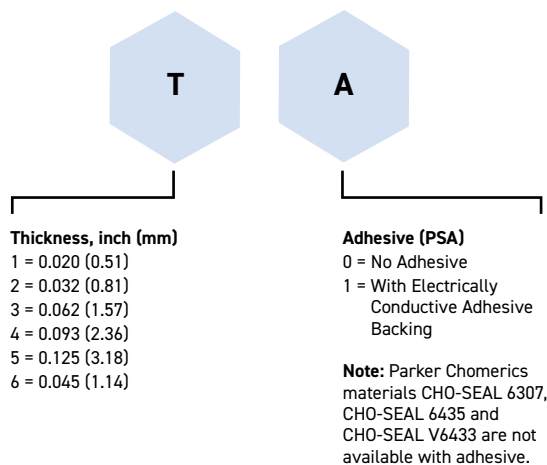 T
A
Thickness, inch (mm)
1 = 0.020 (0.51)
2 = 0.032 (0.81)
3 = 0.062 (1.57)
4 = 0.093 (2.36)
5 = 0.125 (3.18)
6 = 0.045 (1.14)
Adhesive (PSA)
0 = No Adhesive
1 = With Electrically
Conductive Adhesive
Backing
Note: Parker Chomerics
materials CHO-SEAL 6307,
CHO-SEAL 6435 and
CHO-SEAL V6433 are not
available with adhesive.